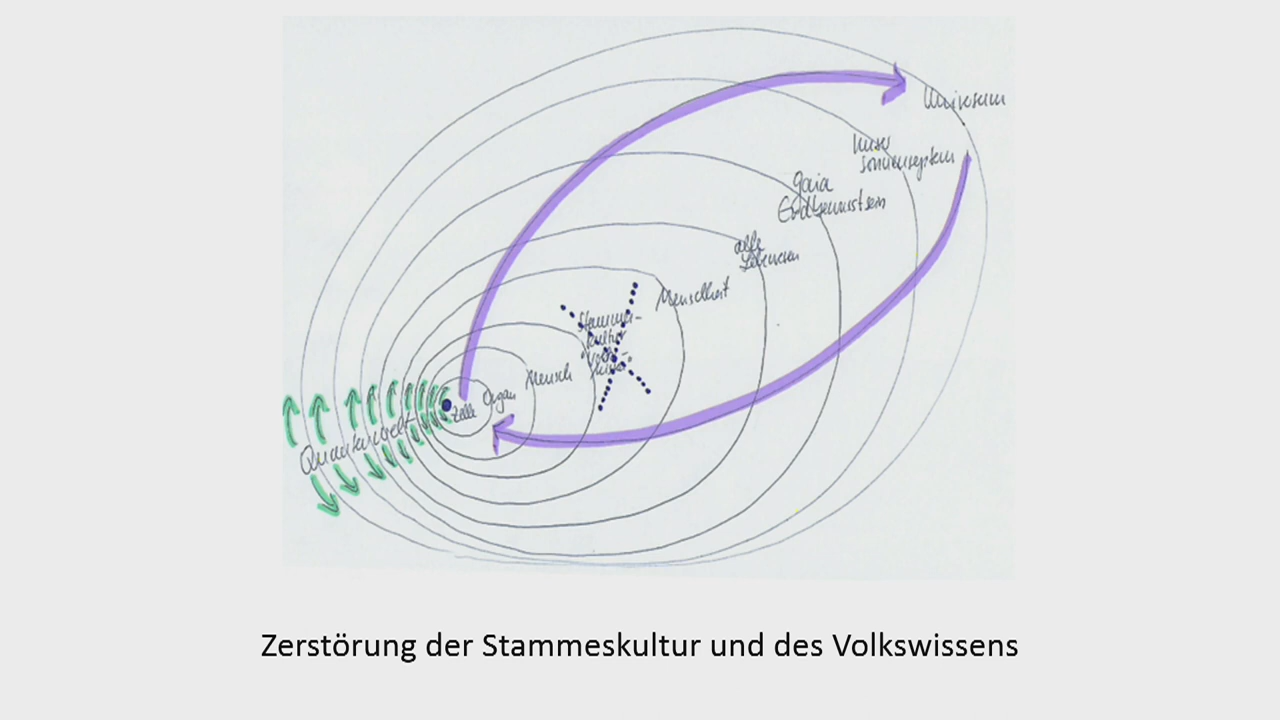 Universum
Unser
Sonnensystem
gaia
Erdbewusstsein
alle
Lebewesen
Menschheit
Stammes-
kultur
Mensch
Organ
Zelle
Quantenwelt
Zerstörung der Stammeskultur und des Volkswissens